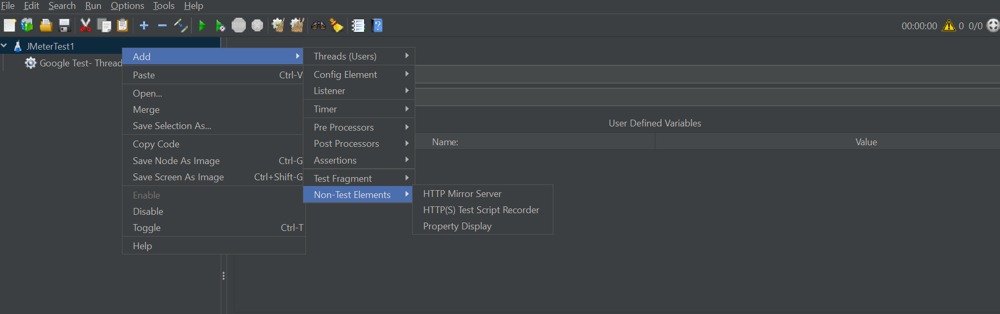 File Edit Search Run Options Tools Help
STOP
00:00:00 0 0/0
JMeterTest1
Google Test- Thread
Add
Paste Ctrl-V
Open...
Merge
Save Selection As...
Copy Code
Save Node As Image Ctrl-G
Save Screen As Image Ctrl+Shift-G
Enable
Disable
Toggle Ctrl-T
Help
Threads (Users)
Config Element
Listener
Timer
Pre Processors
Post Processors
Assertions
Test Fragment
Non-Test Elements
HTTP Mirror Server
HTTP(S) Test Script Recorder
Property Display
User Defined Variables
Name: Value